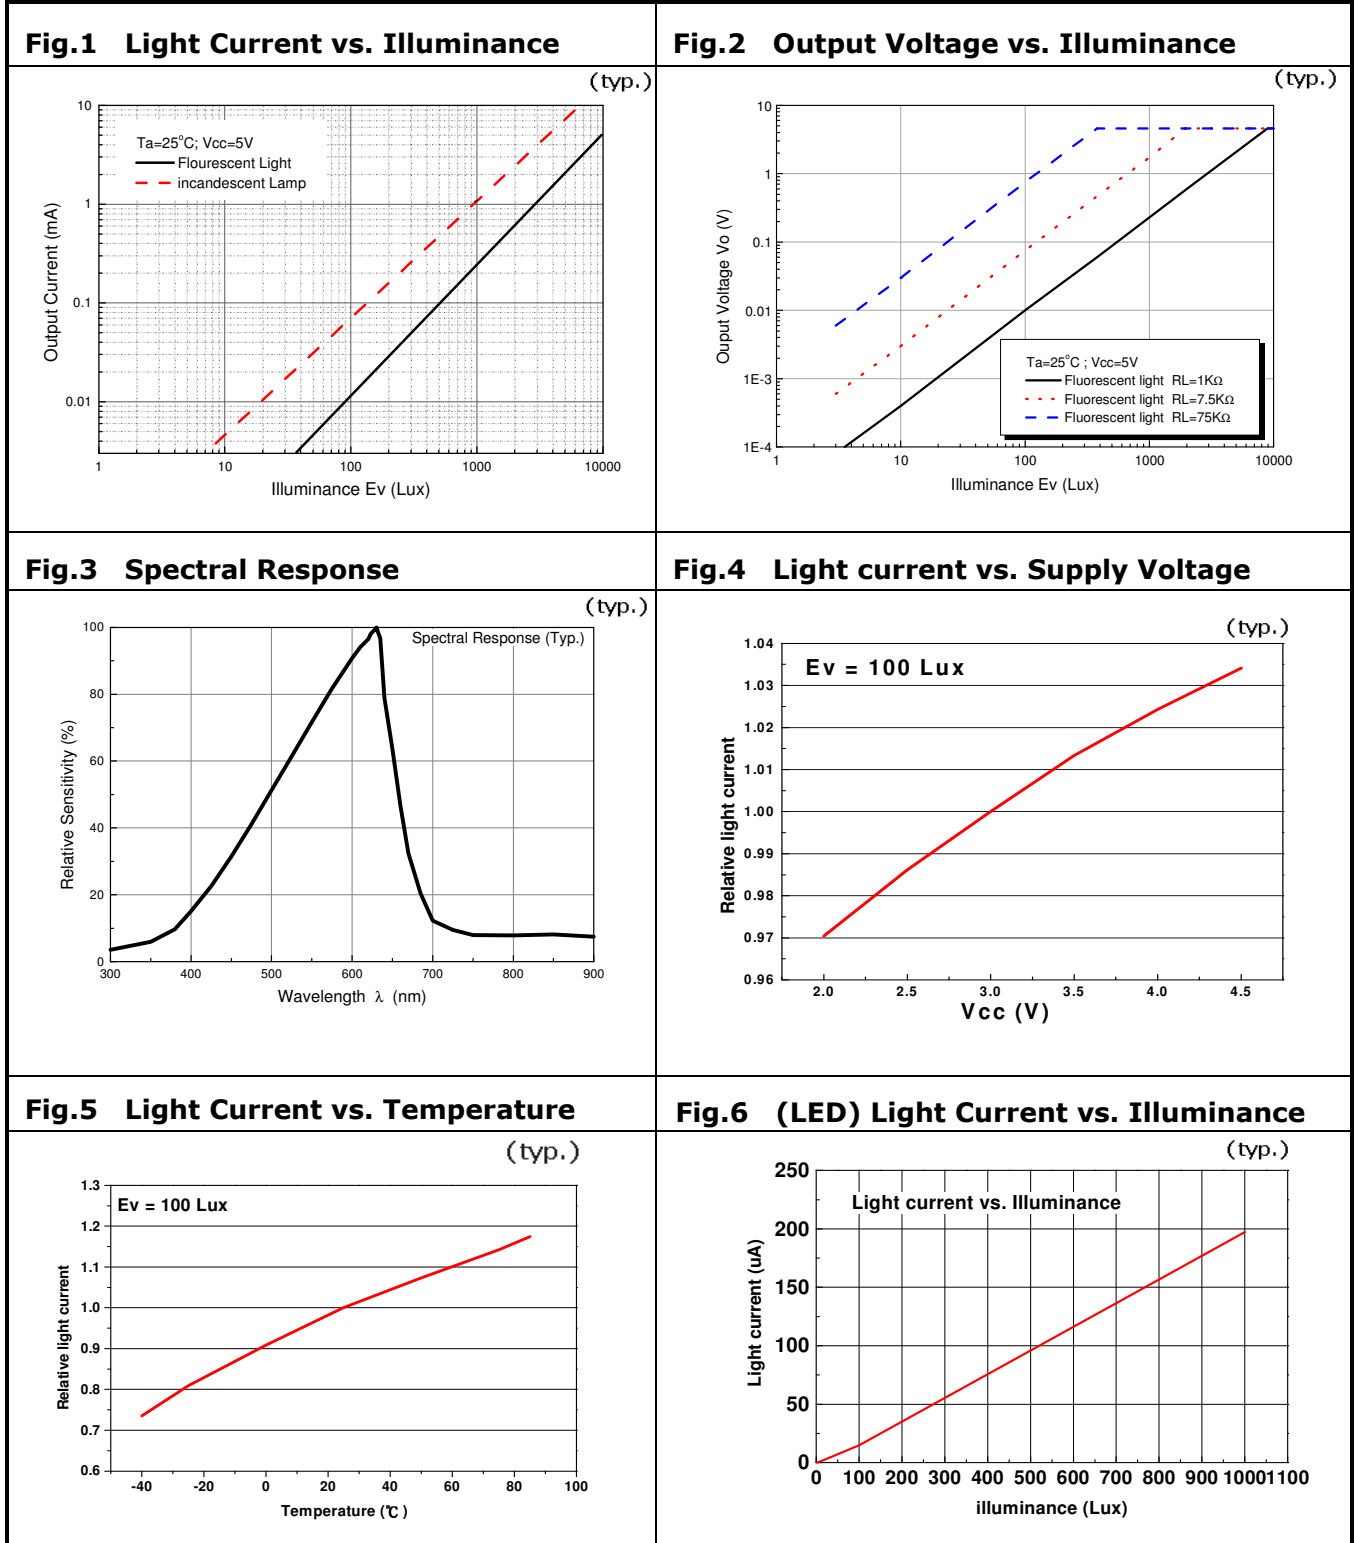 Fig.1 Light Current vs. Illuminance
(typ.)
10
1
0.1
0.01
Output Current (mA)
Ta=25°C; Vcc=5V
Flourescent Light
incandescent Lamp
1 10 100 1000 10000
Illuminance Ev (Lux)
Fig.2 Output Voltage vs. Illuminance
(typ.)
10
1
0.1
0.01
1E-3
1E-4
Ouput Voltage Vo (V)
Ta=25°C ; Vcc=5V
Fluorescent light RL=1KΩ
Fluorescent light RL=7.5KΩ
Fluorescent light RL=75KΩ
1 10 100 1000 10000
Illuminance Ev (Lux)
Fig.3 Spectral Response
(typ.)
Spectral Response (Typ.)
100
80
60
40
20
0
Relative Sensitivity (%)
300 400 500 600 700 800 900
Wavelength λ (nm)
Fig.4 Light current vs. Supply Voltage
(typ.)
Ev = 100 Lux
1.04
1.03
1.02
1.01
1.00
0.99
0.98
0.97
0.96
Relative light current
2.0 2.5 3.0 3.5 4.0 4.5
Vcc (V)
Fig.5 Light Current vs. Temperature
(typ.)
Ev = 100 Lux
1.3
1.2
1.1
1.0
0.9
0.8
0.7
0.6
Relative light current
-40 -20 0 20 40 60 80 100
Temperature (℃)
Fig.6 (LED) Light Current vs. Illuminance
(typ.)
Light current vs. Illuminance
250
200
150
100
50
0
Light current (uA)
0 100 200 300 400 500 600 700 800 900 1000 1100
illuminance (Lux)